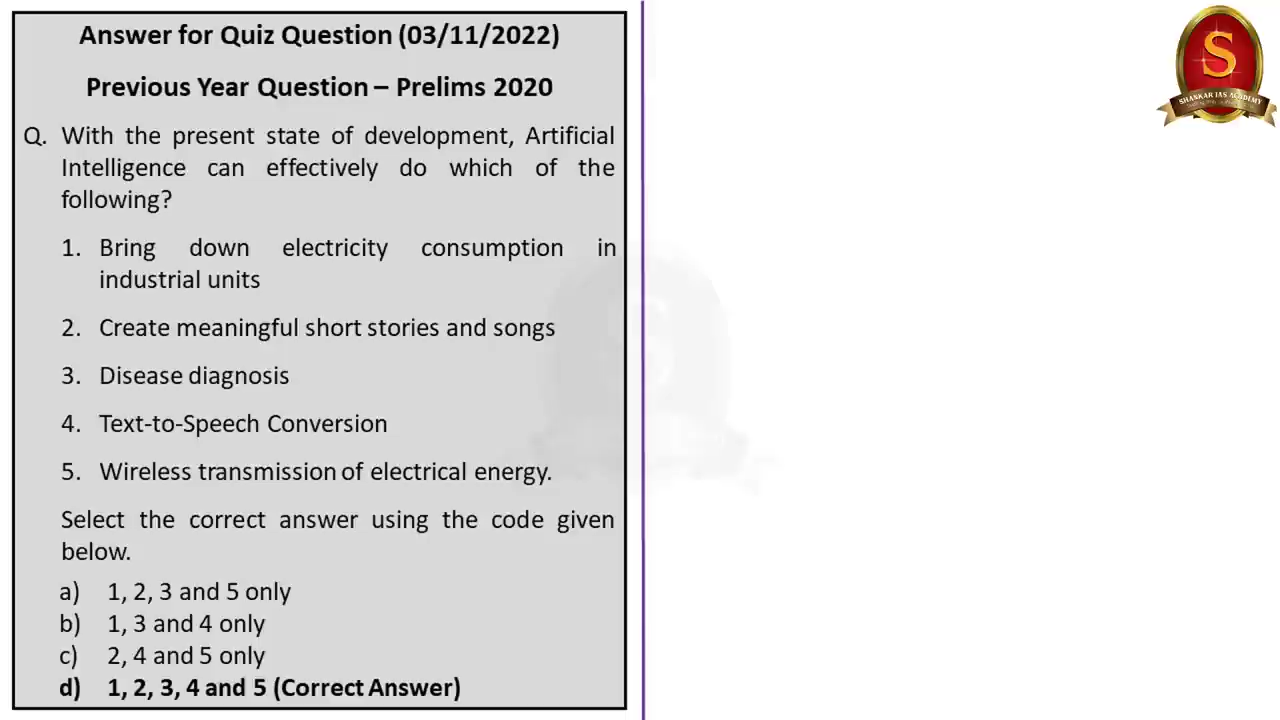 Answer for Quiz Question (03/11/2022)
Previous Year Question – Prelims 2020
Q. With the present state of development, Artificial
Intelligence can effectively do which of the
following?
1. Bring down electricity consumption in
industrial units
2. Create meaningful short stories and songs
3. Disease diagnosis
4. Text-to-Speech Conversion
5. Wireless transmission of electrical energy.
Select the correct answer using the code given
below.
a) 1, 2, 3 and 5 only
b) 1, 3 and 4 only
c) 2, 4 and 5 only
d) 1, 2, 3, 4 and 5 (Correct Answer)
S
SHANKAR IAS ACADEMY